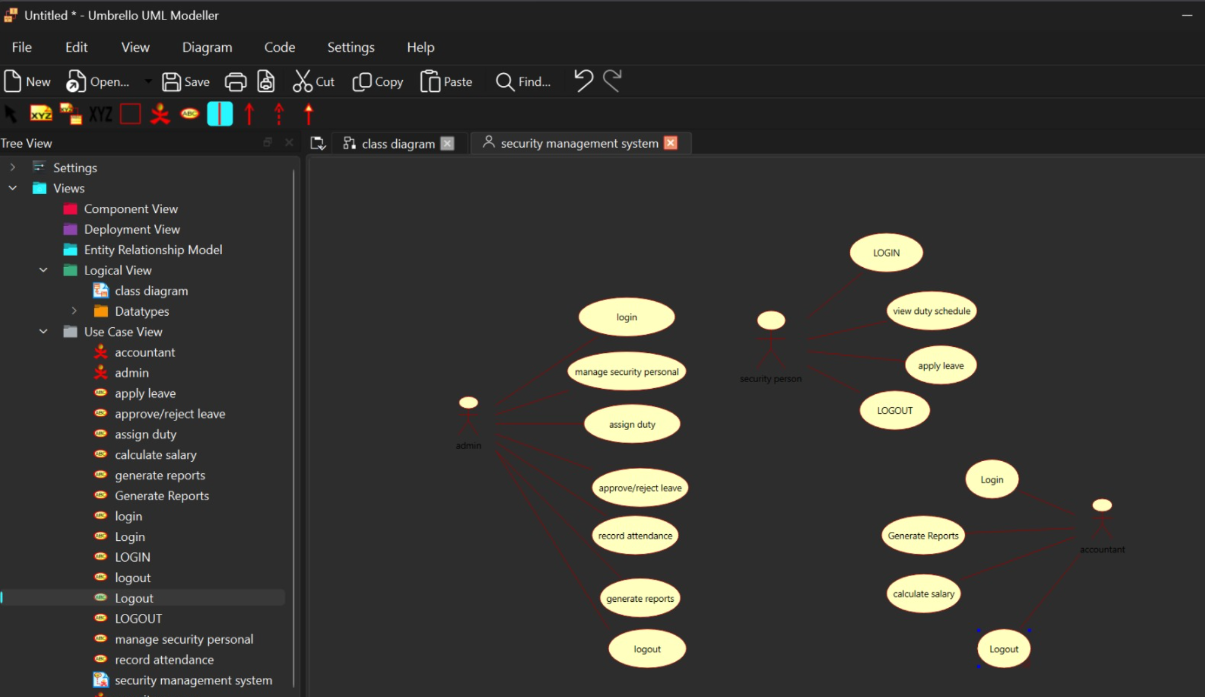 Untitled * - Umbrello UML Modeller
File Edit View Diagram Code Settings Help
New Open... Save Cut Copy Paste Find...
XYZ XYZ XYZ ABC
Tree View
class diagram
security management system
Settings
Views
Component View
Deployment View
Entity Relationship Model
Logical View
class diagram
Datatypes
Use Case View
accountant
admin
apply leave
approve/reject leave
assign duty
calculate salary
generate reports
Generate Reports
login
Login
LOGIN
logout
Logout
LOGOUT
manage security personal
record attendance
security management system
admin
login
manage security personal
assign duty
approve/reject leave
record attendance
generate reports
logout
security person
LOGIN
view duty schedule
apply leave
LOGOUT
accountant
Login
Generate Reports
calculate salary
Logout